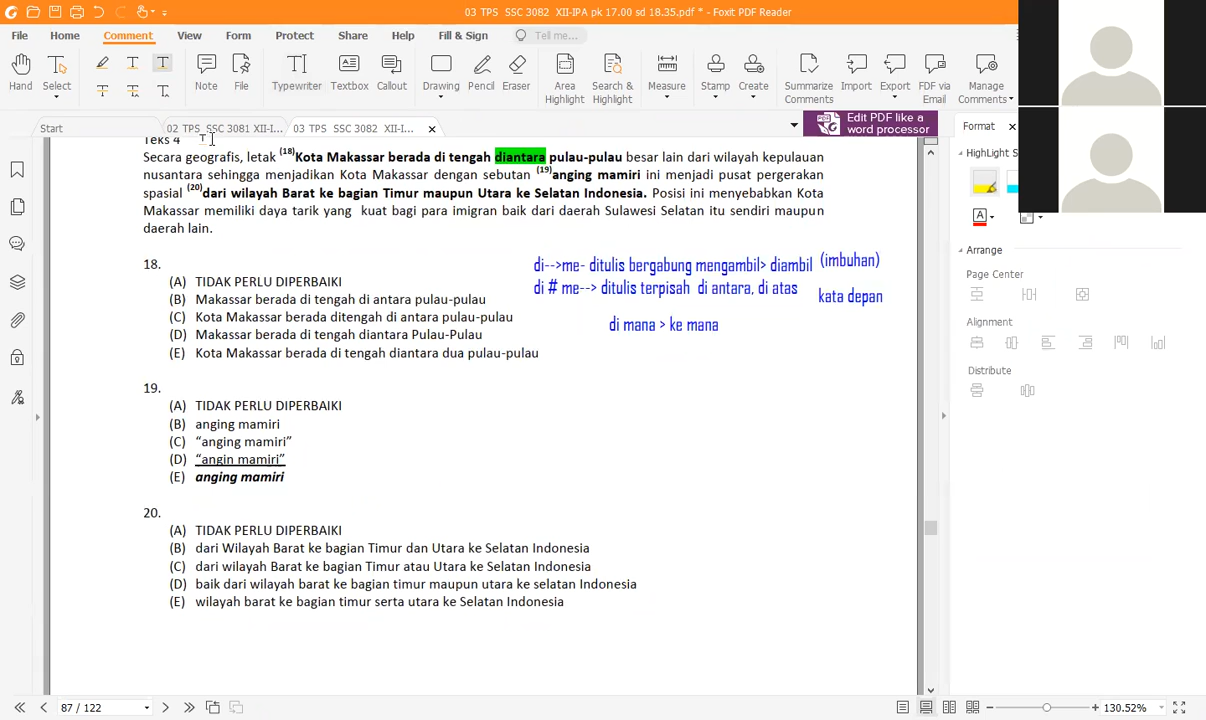 03 TPS SSC 3082 XII-IPA pk 17.00 sd 18.35.pdf * - Foxit PDF Reader
File Home Comment View Form Protect Share Help Fill & Sign Tell me...
Hand Select Note File Typewriter Textbox Callout Drawing Pencil Eraser Area Highlight Search & Highlight Measure Stamp Create Summarize Comments Import Export PDF via Email Manage Comments
Start 02 TPS SSC 3081 XII-I... 03 TPS SSC 3082 XII-I... Edit PDF like a word processor
Format
Teks 4
Secara geografis, letak (18)Kota Makassar berada di tengah diantara pulau-pulau besar lain dari wilayah kepulauan
nusantara sehingga menjadikan Kota Makassar dengan sebutan (19)anging mamiri ini menjadi pusat pergerakan
spasial (20)dari wilayah Barat ke bagian Timur maupun Utara ke Selatan Indonesia. Posisi ini menyebabkan Kota
Makassar memiliki daya tarik yang kuat bagi para imigran baik dari daerah Sulawesi Selatan itu sendiri maupun
daerah lain.
18.
(A) TIDAK PERLU DIPERBAIKI
(B) Makassar berada di tengah di antara pulau-pulau
(C) Kota Makassar berada ditengah di antara pulau-pulau
(D) Makassar berada di tengah diantara Pulau-Pulau
(E) Kota Makassar berada di tengah diantara dua pulau-pulau
di-->me- ditulis bergabung mengambil> diambil (imbuhan)
di # me--> ditulis terpisah di antara, di atas
kata depan
di mana > ke mana
19.
(A) TIDAK PERLU DIPERBAIKI
(B) anging mamiri
(C) “anging mamiri”
(D) “angin mamiri”
(E) anging mamiri
20.
(A) TIDAK PERLU DIPERBAIKI
(B) dari Wilayah Barat ke bagian Timur dan Utara ke Selatan Indonesia
(C) dari wilayah Barat ke bagian Timur atau Utara ke Selatan Indonesia
(D) baik dari wilayah barat ke bagian timur maupun utara ke selatan Indonesia
(E) wilayah barat ke bagian timur serta utara ke Selatan Indonesia
HighLight
Arrange
Page Center
Alignment
Distribute
87 / 122
130.52%